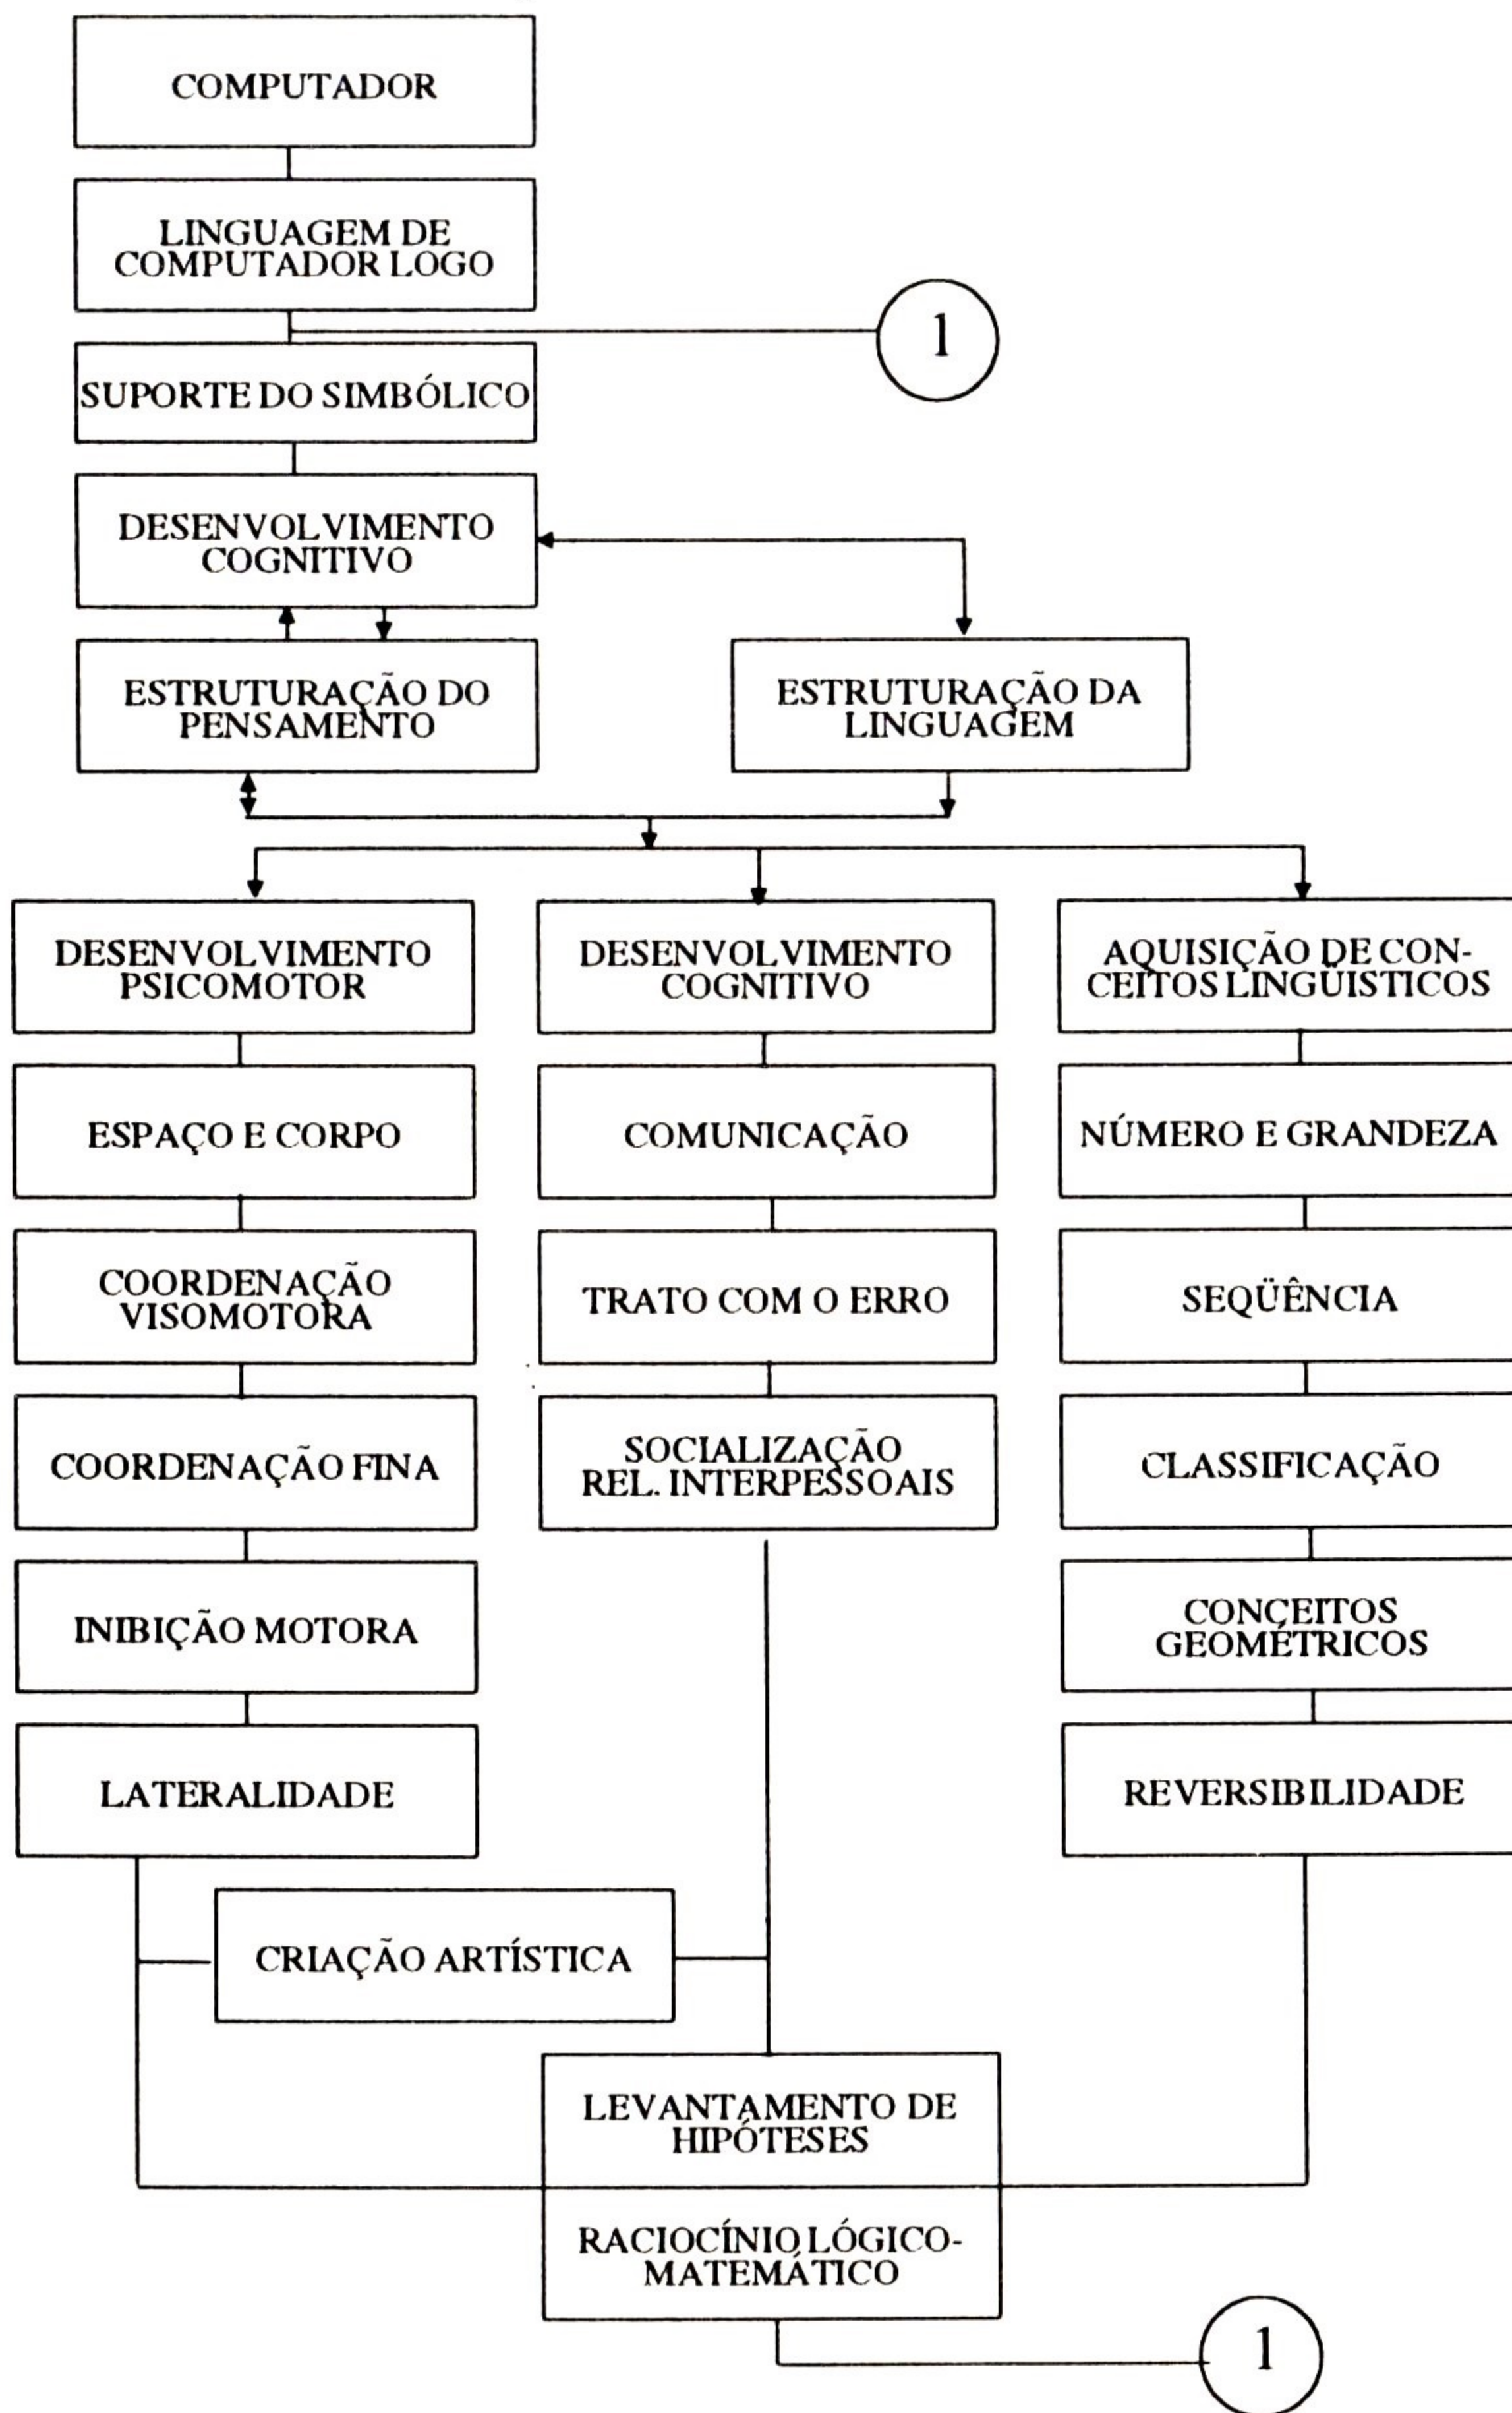 COMPUTADOR
LINGUAGEM DE
COMPUTADOR LOGO
1
SUPORTE DO SIMBÓLICO
DESENVOLVIMENTO
COGNITIVO
ESTRUTURAÇÃO DO
PENSAMENTO
ESTRUTURAÇÃO DA
LINGUAGEM
DESENVOLVIMENTO
PSICOMOTOR
ESPAÇO E CORPO
COORDENAÇÃO
VISOMOTORA
COORDENAÇÃO FINA
INIBIÇÃO MOTORA
LATERALIDADE
DESENVOLVIMENTO
COGNITIVO
COMUNICAÇÃO
TRATO COM O ERRO
SOCIALIZAÇÃO
REL. INTERPESSOAIS
AQUISIÇÃO DE CON-
CEITOS LINGÜISTICOS
NÚMERO E GRANDEZA
SEQÜÊNCIA
CLASSIFICAÇÃO
CONCEITOS
GEOMÉTRICOS
REVERSIBILIDADE
CRIAÇÃO ARTÍSTICA
LEVANTAMENTO DE
HIPÓTESES
RACIOCÍNIO LÓGICO-
MATEMÁTICO
1